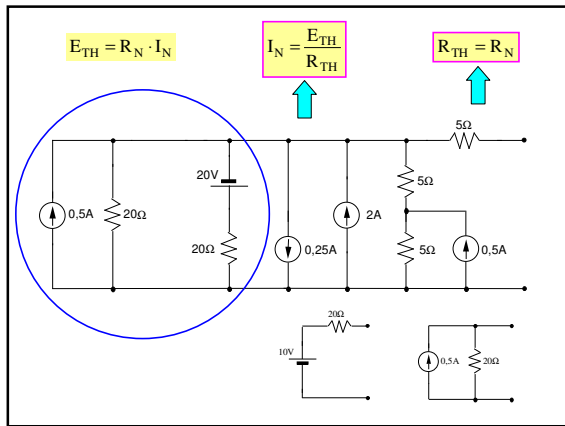 E_TH = R_N · I_N
I_N = E_TH / R_TH
R_TH = R_N
5Ω
20V
5Ω
0,5A
20Ω
2A
20Ω
0,25A
5Ω
0,5A
20Ω
10V
0,5A
20Ω